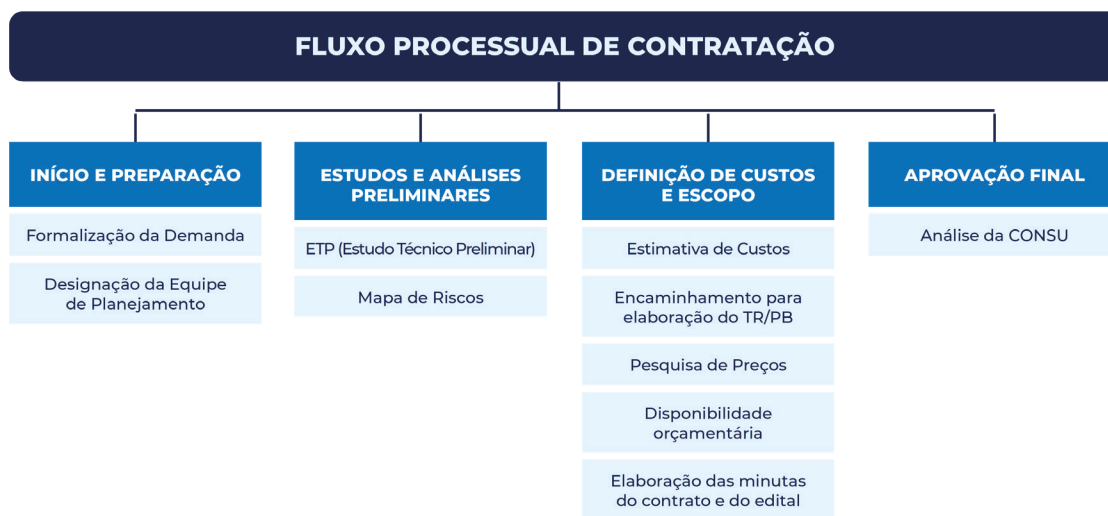 FLUXO PROCESSUAL DE CONTRATAÇÃO
INÍCIO E PREPARAÇÃO
Formalização da Demanda
Designação da Equipe
de Planejamento
ESTUDOS E ANÁLISES
PRELIMINARES
ETP (Estudo Técnico Preliminar)
Mapa de Riscos
DEFINIÇÃO DE CUSTOS
E ESCOPO
Estimativa de Custos
Encaminhamento para
elaboração do TR/PB
Pesquisa de Preços
Disponibilidade
orçamentária
Elaboração das minutas
do contrato e do edital
APROVAÇÃO FINAL
Análise da CONSU